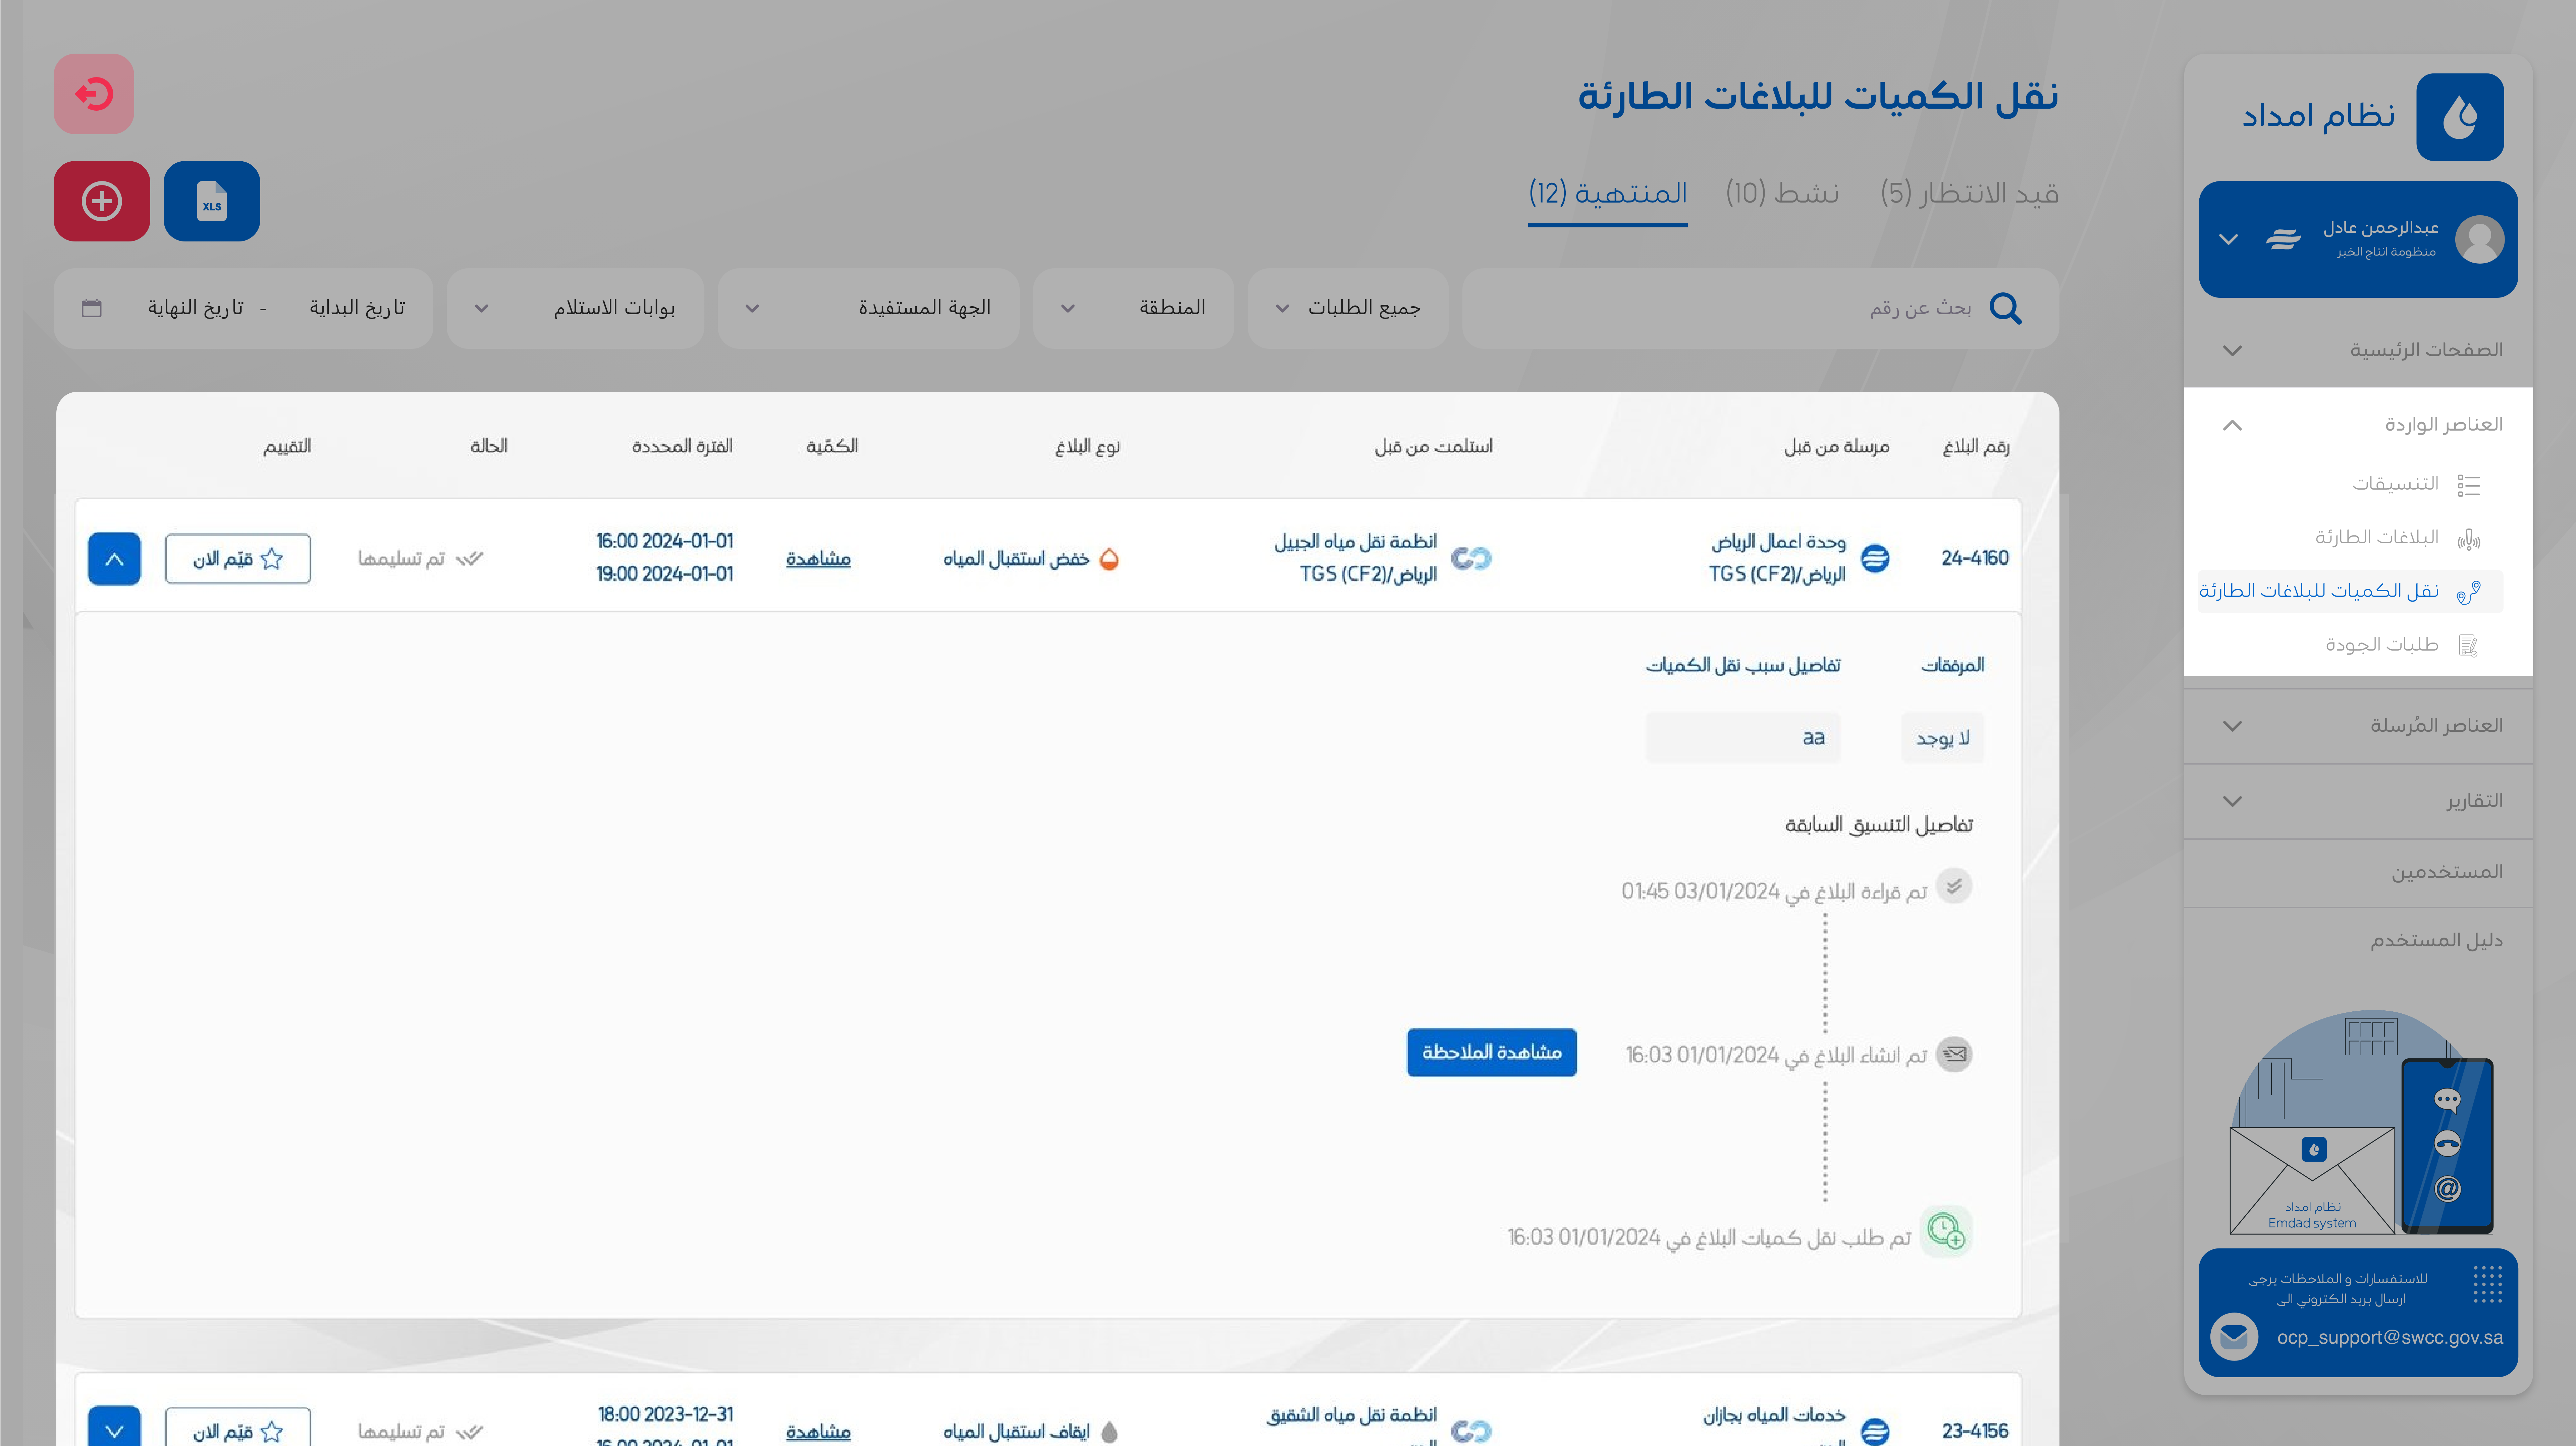 نظام امداد
عبدالرحمن عادل
منظومة انتاج الخبر
الصفحات الرئيسية
العناصر الواردة
التنسيقات
البلاغات الطارئة
نقل الكميات للبلاغات الطارئة
طلبات الجودة
العناصر المُرسلة
التقارير
المستخدمين
دليل المستخدم
نظام امداد
Emdad system
للاستفسارات و الملاحظات يرجى
ارسال بريد الكتروني الى
ocp_support@swcc.gov.sa
نقل الكميات للبلاغات الطارئة
قيد الانتظار (5) نشط (10) المنتهية (12)
XLS
بحث عن رقم جميع الطلبات المنطقة الجهة المستفيدة بوابات الاستلام تاريخ البداية - تاريخ النهاية
رقم البلاغ مرسلة من قبل استلمت من قبل نوع البلاغ الكمّية الفترة المحددة الحالة التقييم
24-4160
وحدة اعمال الرياض
الرياض/TGS (CF2)
انظمة نقل مياه الجبيل
الرياض/TGS (CF2)
خفض استقبال المياه
مشاهدة
16:00 2024-01-01
19:00 2024-01-01
تم تسليمها
قيّم الان
المرفقات تفاصيل سبب نقل الكميات
لا يوجد aa
تفاصيل التنسيق السابقة
تم قراءة البلاغ في 03/01/2024 01:45
تم انشاء البلاغ في 01/01/2024 16:03 مشاهدة الملاحظة
تم طلب نقل كميات البلاغ في 01/01/2024 16:03
23-4156
خدمات المياه بجازان
انظمة نقل مياه الشقيق
ايقاف استقبال المياه
مشاهدة
18:00 2023-12-31
16:00 2024-01-01
تم تسليمها
قيّم الان